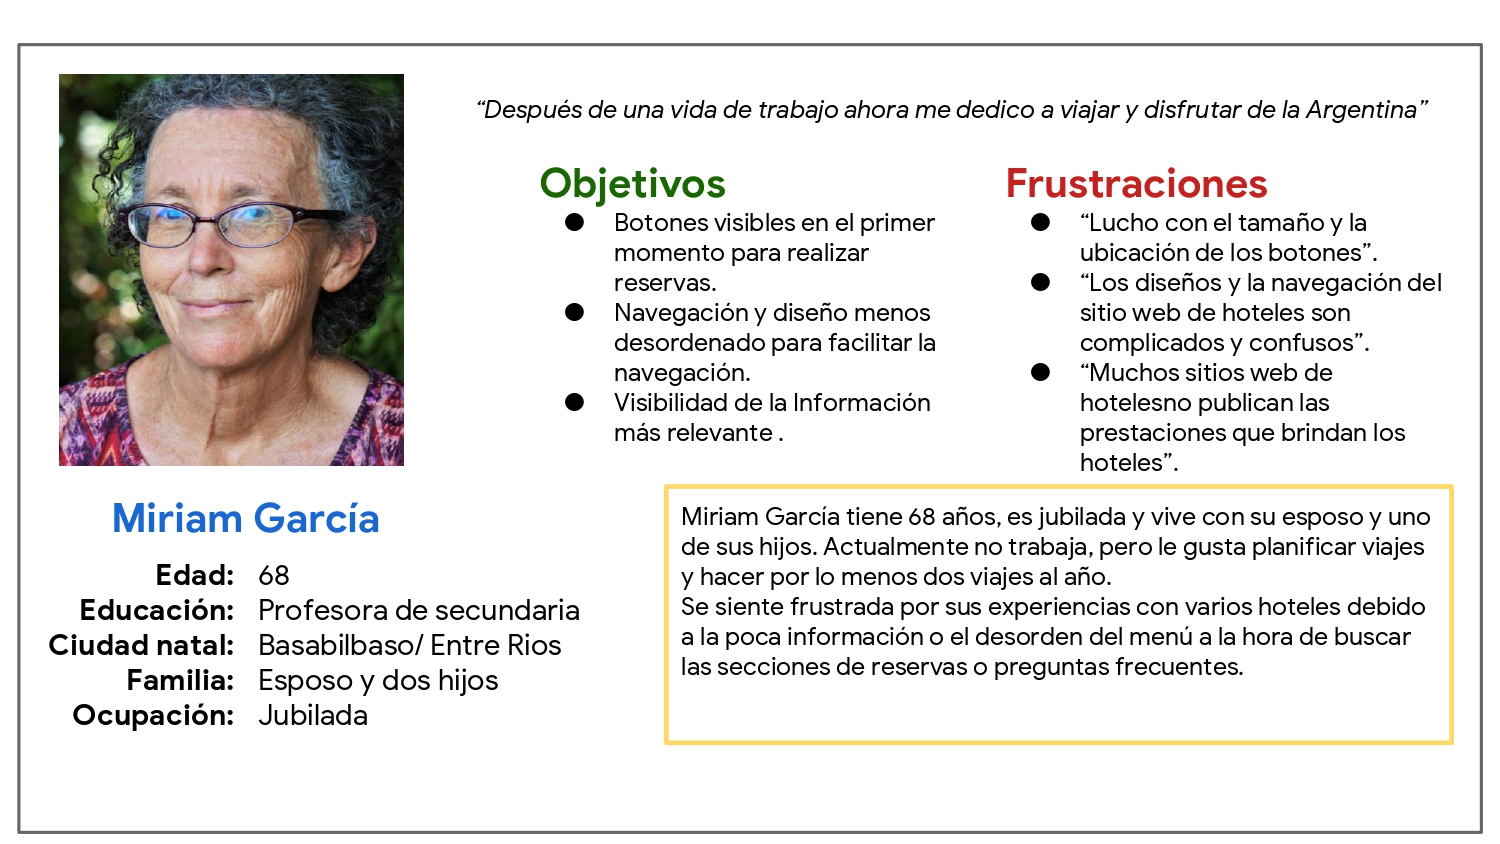 “Después de una vida de trabajo ahora me dedico a viajar y disfrutar de la Argentina”
Objetivos
● Botones visibles en el primer
momento para realizar
reservas.
● Navegación y diseño menos
desordenado para facilitar la
navegación.
● Visibilidad de la Información
más relevante .
Frustraciones
● “Lucho con el tamaño y la
ubicación de los botones”.
● “Los diseños y la navegación del
sitio web de hoteles son
complicados y confusos”.
● “Muchos sitios web de
hotelesno publican las
prestaciones que brindan los
hoteles”.
Miriam García
Edad: 68
Educación: Profesora de secundaria
Ciudad natal: Basabilbaso/ Entre Rios
Familia: Esposo y dos hijos
Ocupación: Jubilada
Miriam García tiene 68 años, es jubilada y vive con su esposo y uno
de sus hijos. Actualmente no trabaja, pero le gusta planificar viajes
y hacer por lo menos dos viajes al año.
Se siente frustrada por sus experiencias con varios hoteles debido
a la poca información o el desorden del menú a la hora de buscar
las secciones de reservas o preguntas frecuentes.